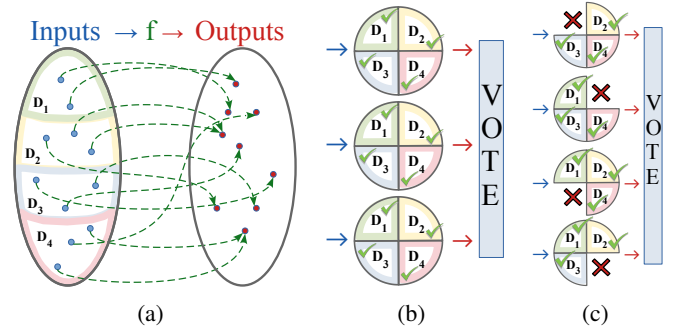 Inputs → f → Outputs
D1
D2
D3
D4
(a)
D1 D2
D3 D4
D1 D2
D3 D4
D1 D2
D3 D4
VOTE
(b)
D2
D3 D4
D1
D3 D4
D1 D2
D4
D1 D2
D3
VOTE
(c)